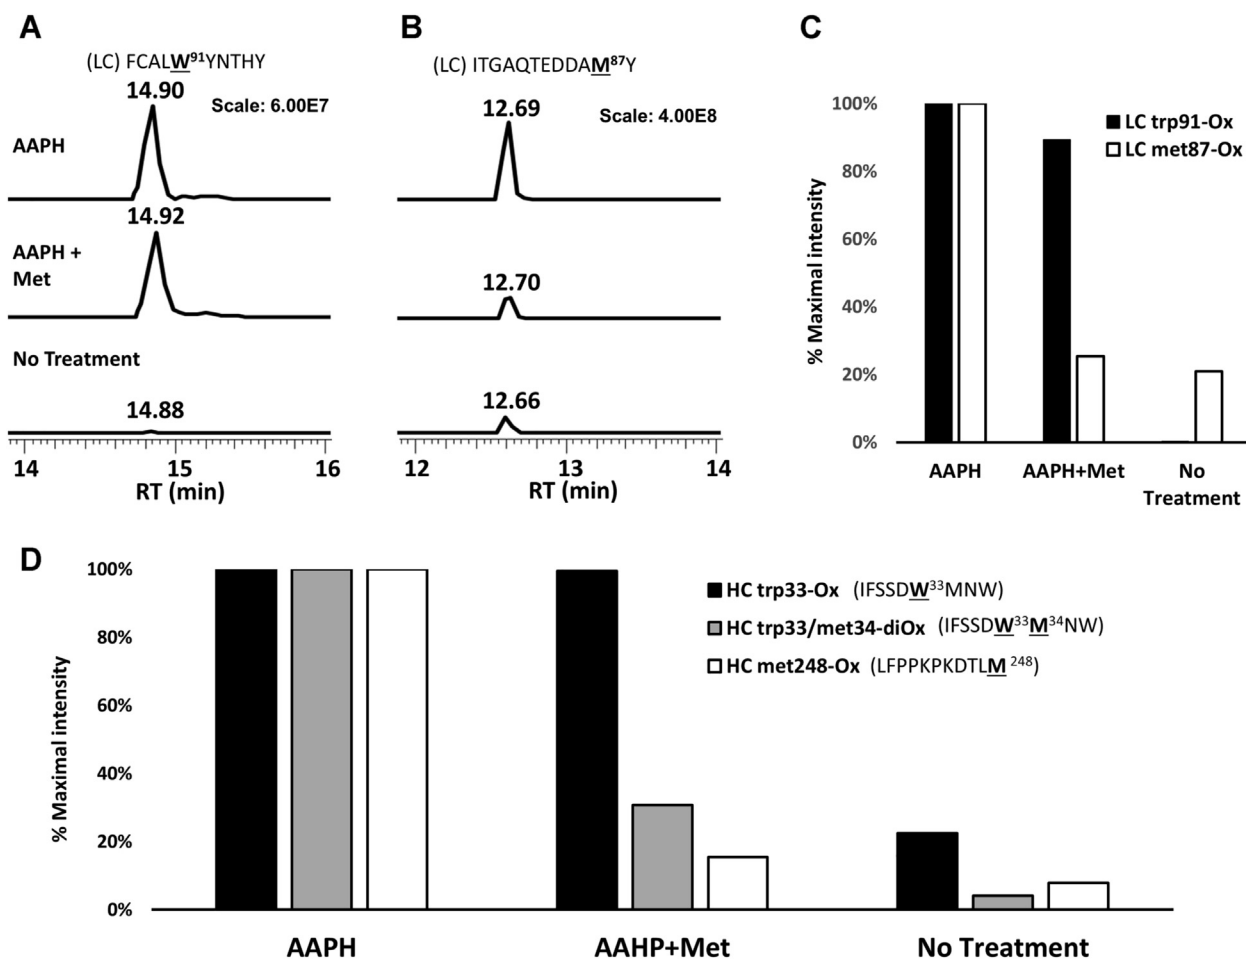 A
(LC) FCALW⁹¹YNTHY
14.90
Scale: 6.00E7
AAPH
14.92
AAPH +
Met
No Treatment
14.88
14
15
16
RT (min)
B
(LC) ITGAQTEDDAM⁸⁷Y
12.69
Scale: 4.00E8
12.70
12.66
12
13
14
RT (min)
C
% Maximal intensity
100%
80%
60%
40%
20%
0%
LC trp91-Ox
LC met87-Ox
AAPH
AAPH+Met
No
Treatment
D
% Maximal intensity
100%
80%
60%
40%
20%
0%
HC trp33-Ox (IFSSDW³³MNW)
HC trp33/met34-diOx (IFSSDW³³M³⁴NW)
HC met248-Ox (LFPPKPKDTLM ²⁴⁸)
AAPH
AAHP+Met
No Treatment